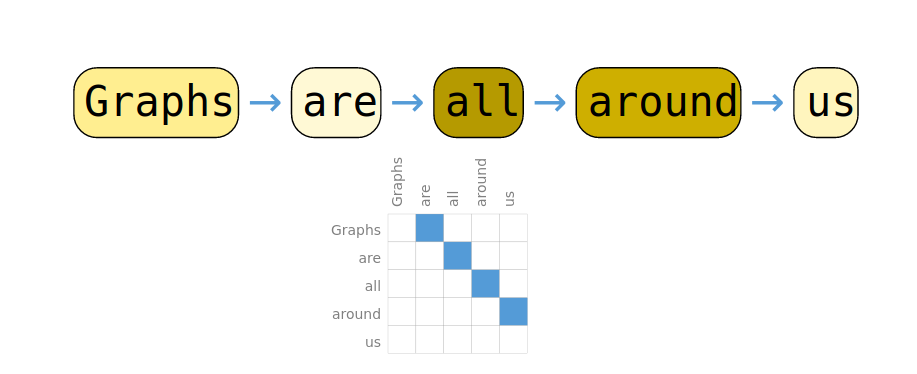 Graphs → are → all → around → us
Graphs are all around us
Graphs
are
all
around
us